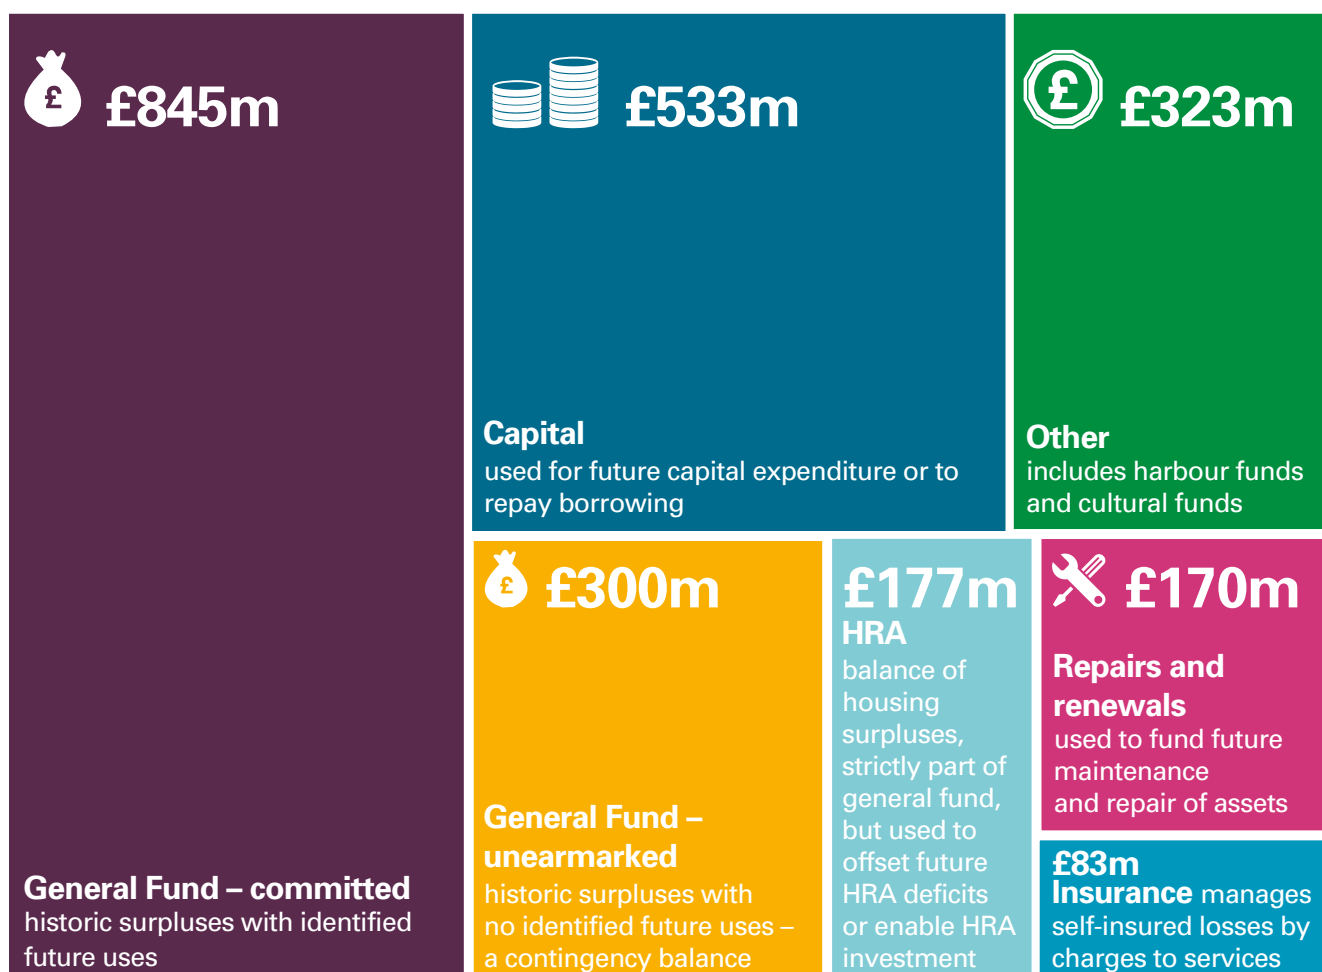 £
£845m
General Fund – committed
historic surpluses with identified
future uses
£533m
Capital
used for future capital expenditure or to
repay borrowing
£
£323m
Other
includes harbour funds
and cultural funds
£
£300m
General Fund –
unearmarked
historic surpluses with
no identified future uses –
a contingency balance
£177m
HRA
balance of
housing
surpluses,
strictly part of
general fund,
but used to
offset future
HRA deficits
or enable HRA
investment
£170m
Repairs and
renewals
used to fund future
maintenance
and repair of assets
£83m
Insurance manages
self-insured losses by
charges to services